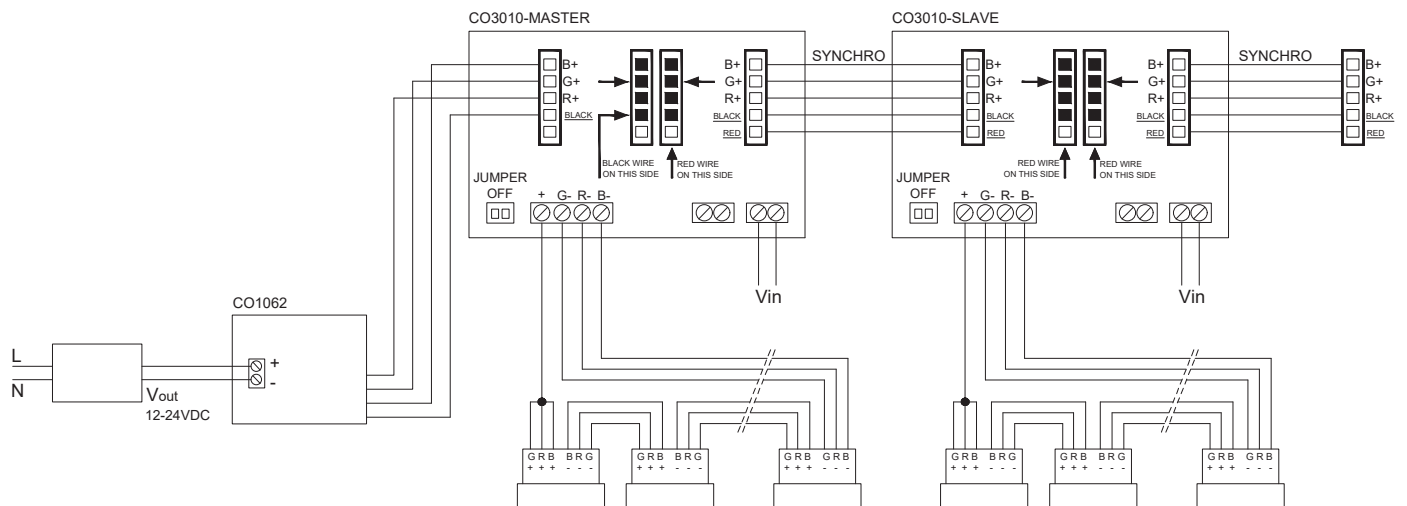 CO3010-MASTER
CO3010-SLAVE
B+
G+
R+
BLACK
BLACK WIRE
ON THIS SIDE
RED WIRE
ON THIS SIDE
B+
G+
R+
BLACK
RED
SYNCHRO
JUMPER
OFF
+ G- R- B-
Vin
B+
G+
R+
BLACK
RED
RED WIRE
ON THIS SIDE
RED WIRE
ON THIS SIDE
B+
G+
R+
BLACK
RED
SYNCHRO
B+
G+
R+
BLACK
RED
JUMPER
OFF
+ G- R- B-
Vin
CO1062
L
N
+
-
Vout
12-24VDC
G R B B R G
+ + + - - -
G R B B R G
+ + + - - -
G R B G R B
+ + + - - -
G R B B R G
+ + + - - -
G R B B R G
+ + + - - -
G R B G R B
+ + + - - -